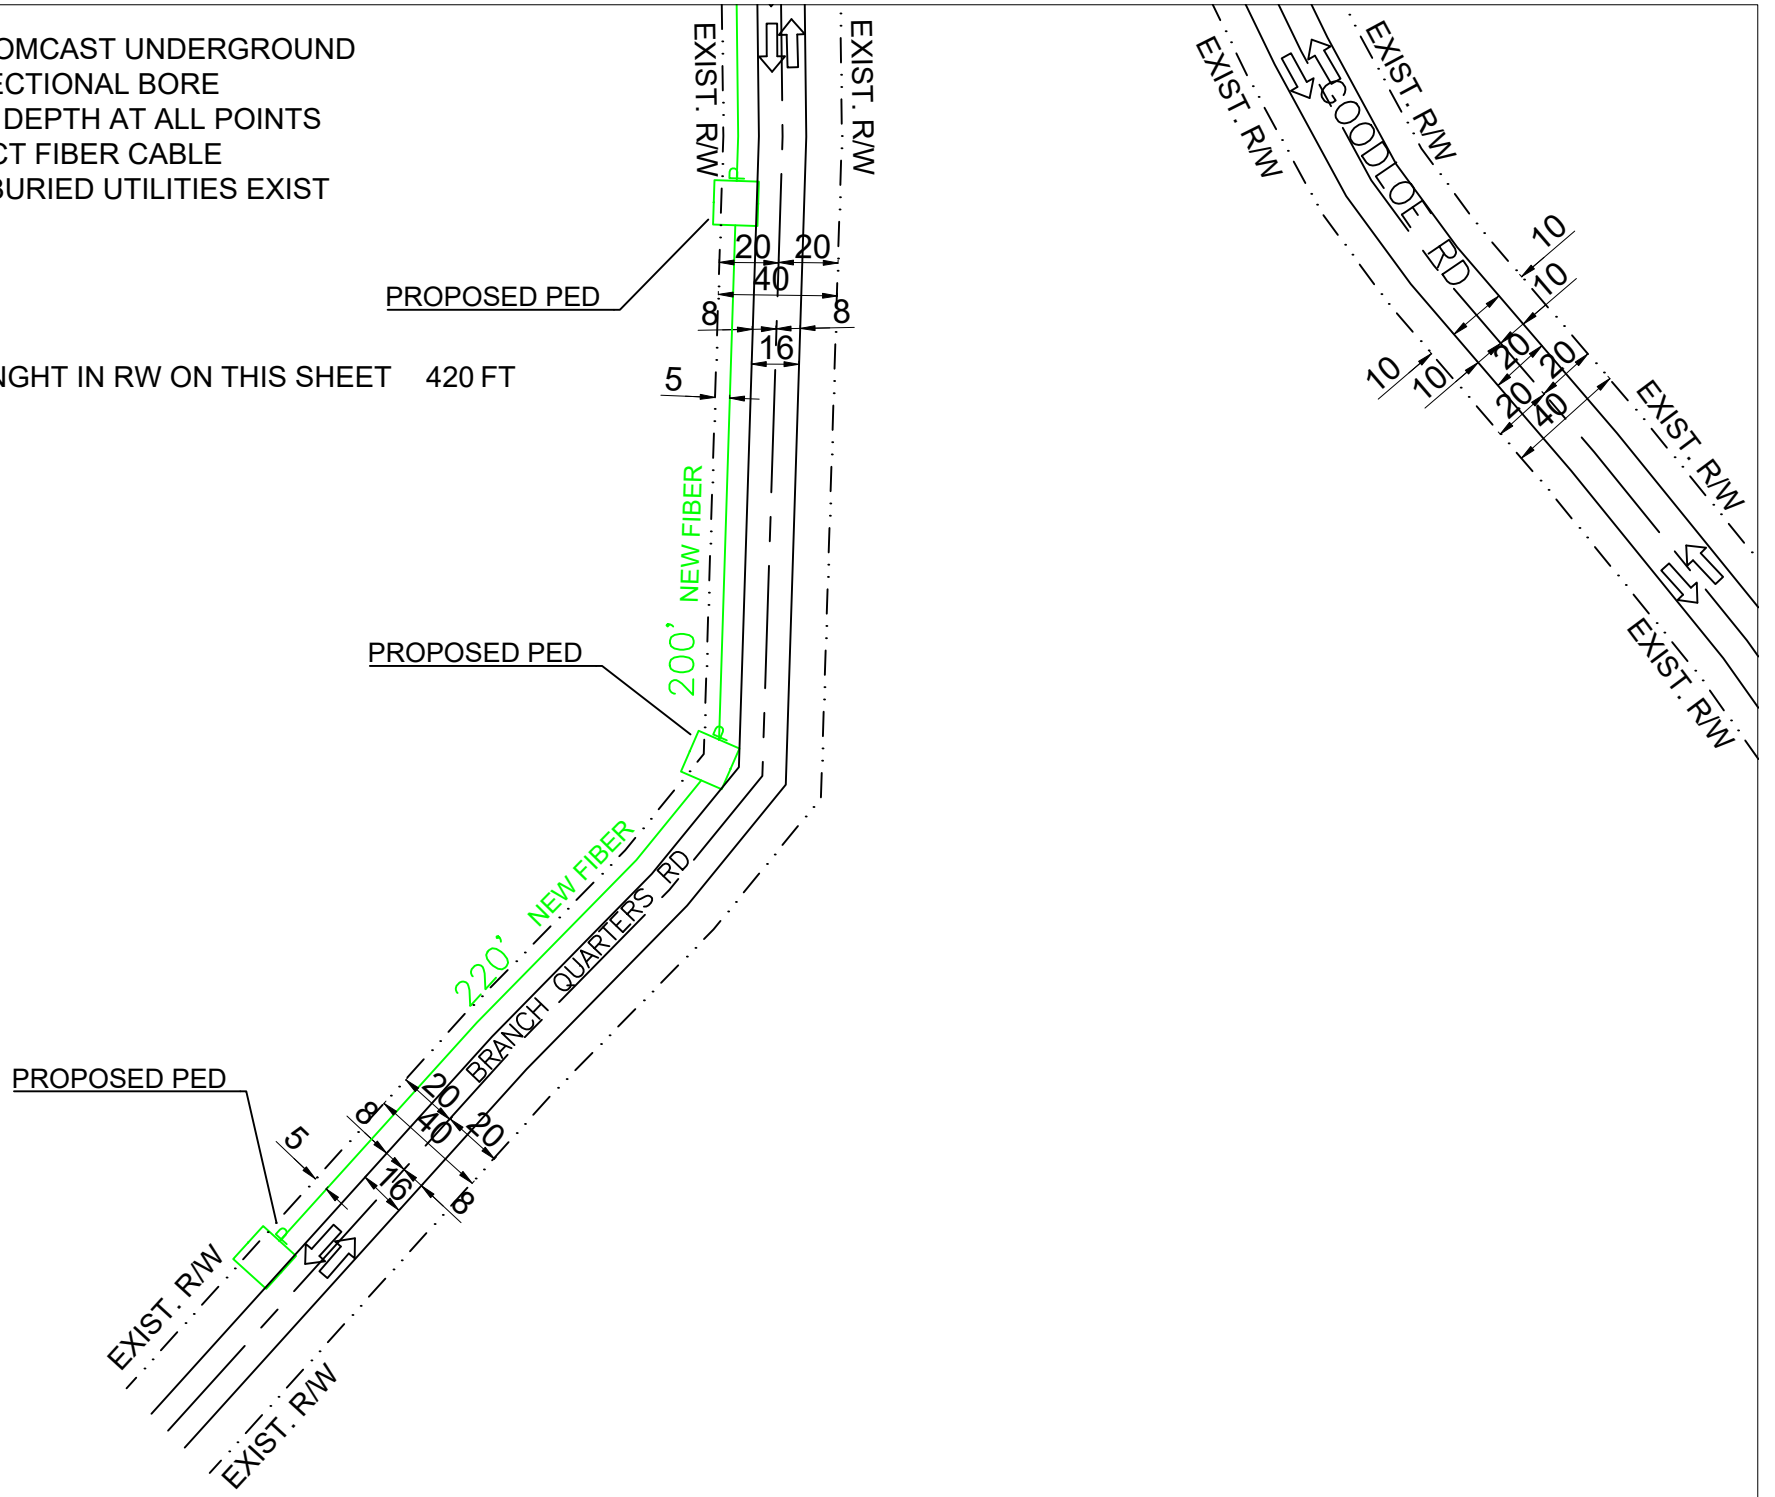 OMCAST UNDERGROUND
ECTIONAL BORE
DEPTH AT ALL POINTS
CT FIBER CABLE
BURIED UTILITIES EXIST
NGHT IN RW ON THIS SHEET 420 FT
EXIST. R/W
EXIST. R/W
PROPOSED PED
20
20
40
8
8
16
5
200' NEW FIBER
PROPOSED PED
220' NEW FIBER
BRANCH QUARTERS RD
PROPOSED PED
20
8
40
20
5
16
8
EXIST. R/W
EXIST. R/W
EXIST. R/W
EXIST. R/W
GOODLOE RD
10
10
20
20
10
10
20
40
EXIST. R/W
EXIST. R/W